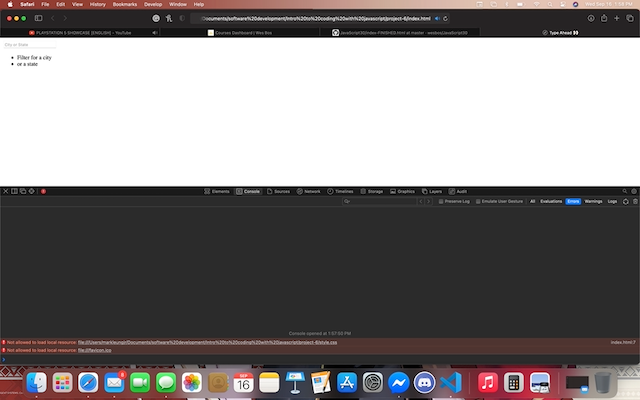 Safari File Edit View History Bookmarks Develop Window Help
Wed Sep 15 1:58 PM
Documents/software%20development/Intro%20to%20coding%20with%20javascript/project-6/index.html
PLAYSTATION 5 SHOWCASE [ENGLISH] - YouTube
Courses Dashboard | Wes Bos
JavaScript30/index-FINISHED.html at master · wesbos/JavaScript30
Type Ahead
City or State
• Filter for a city
• or a state
Elements Console Sources Network Timelines Storage Graphics Layers Audit
Preserve Log Emulate User Gesture All Evaluations Errors Warnings Logs
Console opened at 1:57:50 PM
Not allowed to load local resource: file:///Users/markleungin/Documents/software%20development/Intro%20to%20coding%20with%20javascript/project-6/style.css index.html:7
Not allowed to load local resource: file:///favicon.ico
SEP
16